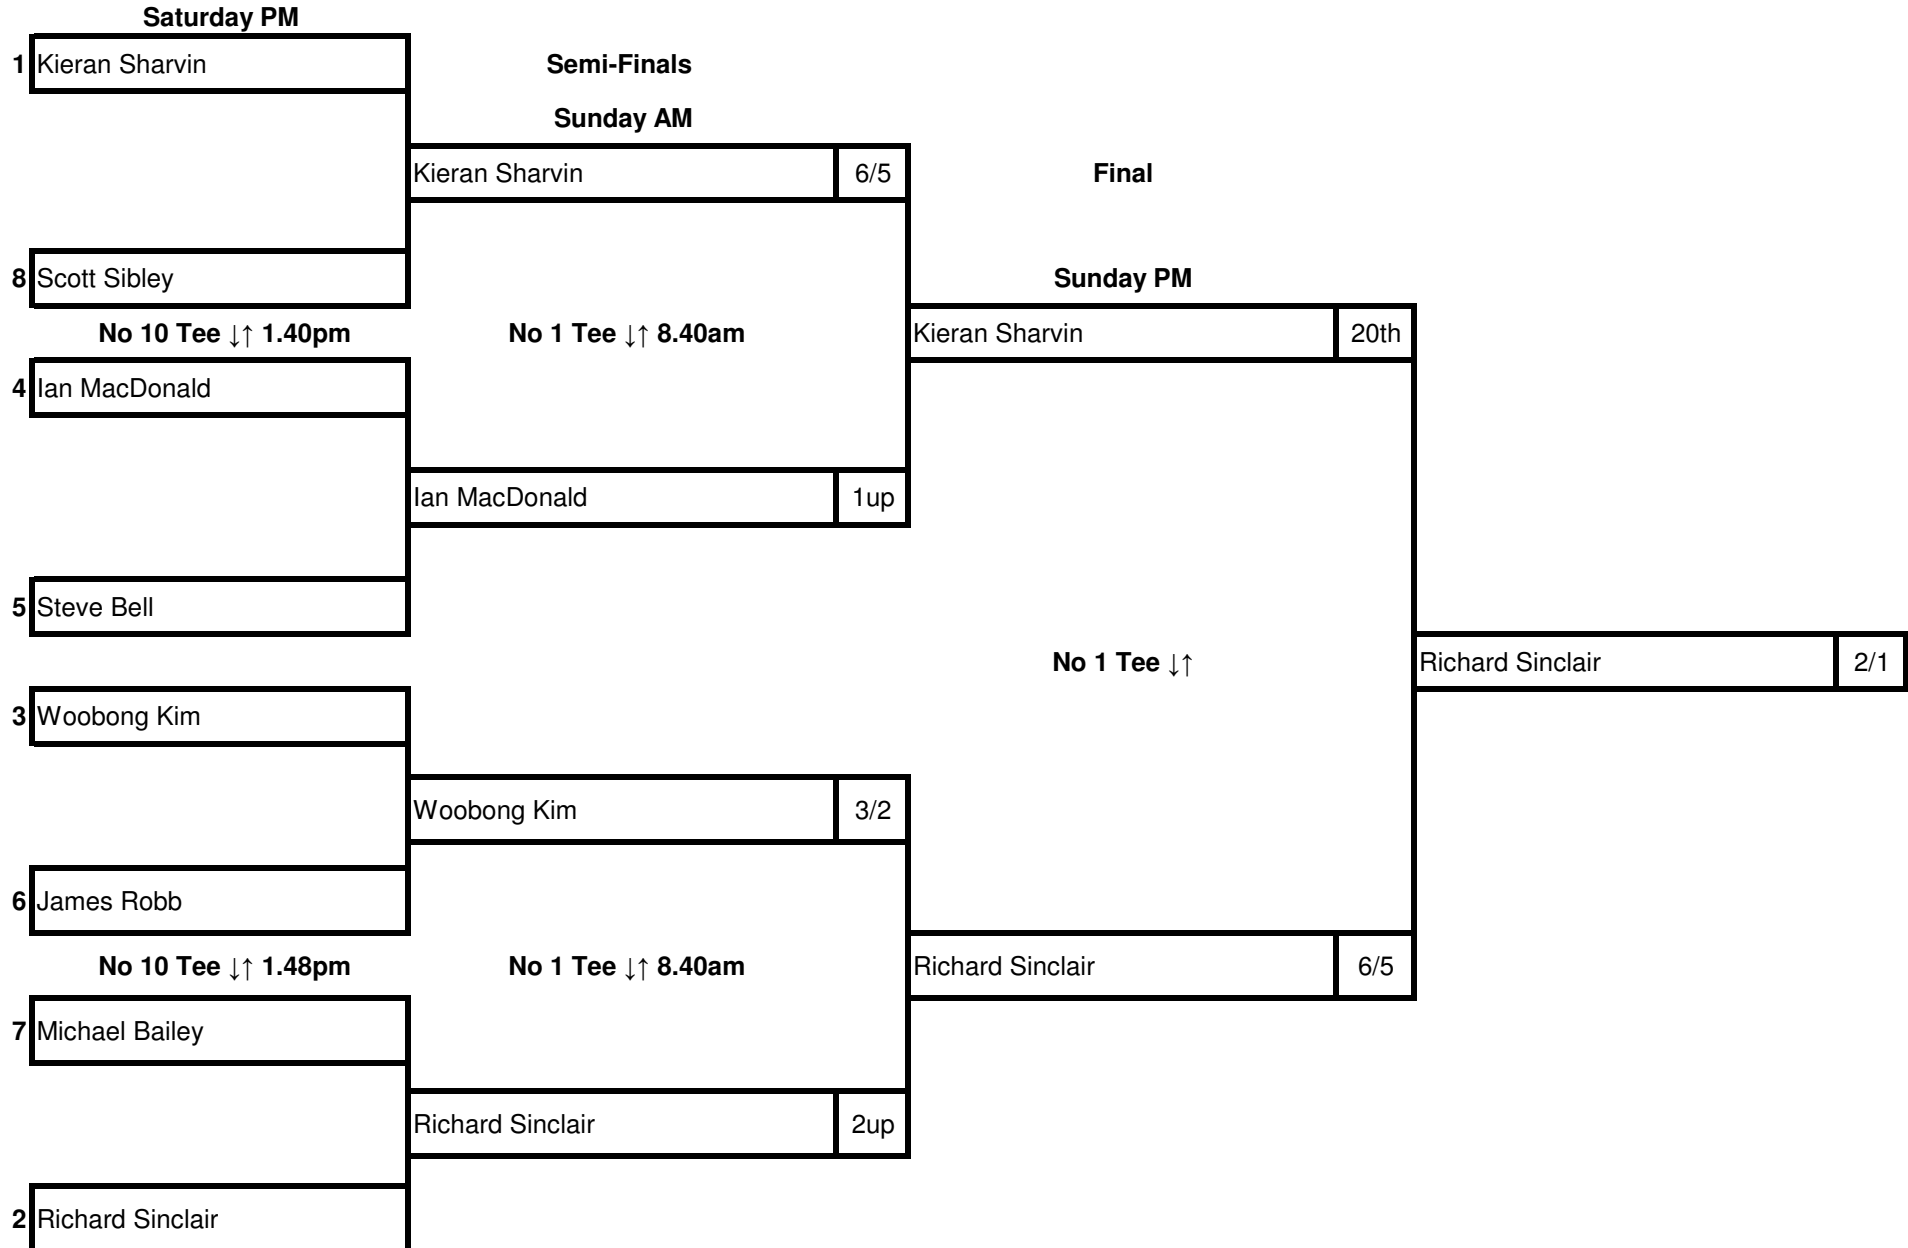 Saturday PM
1 Kieran Sharvin Semi-Finals
Sunday AM
Kieran Sharvin 6/5 Final
8 Scott Sibley Sunday PM
No 10 Tee ↓↑ 1.40pm No 1 Tee ↓↑ 8.40am Kieran Sharvin 20th
4 Ian MacDonald
Ian MacDonald 1up
5 Steve Bell
No 1 Tee ↓↑ Richard Sinclair 2/1
3 Woobong Kim
Woobong Kim 3/2
6 James Robb
No 10 Tee ↓↑ 1.48pm No 1 Tee ↓↑ 8.40am Richard Sinclair 6/5
7 Michael Bailey
Richard Sinclair 2up
2 Richard Sinclair